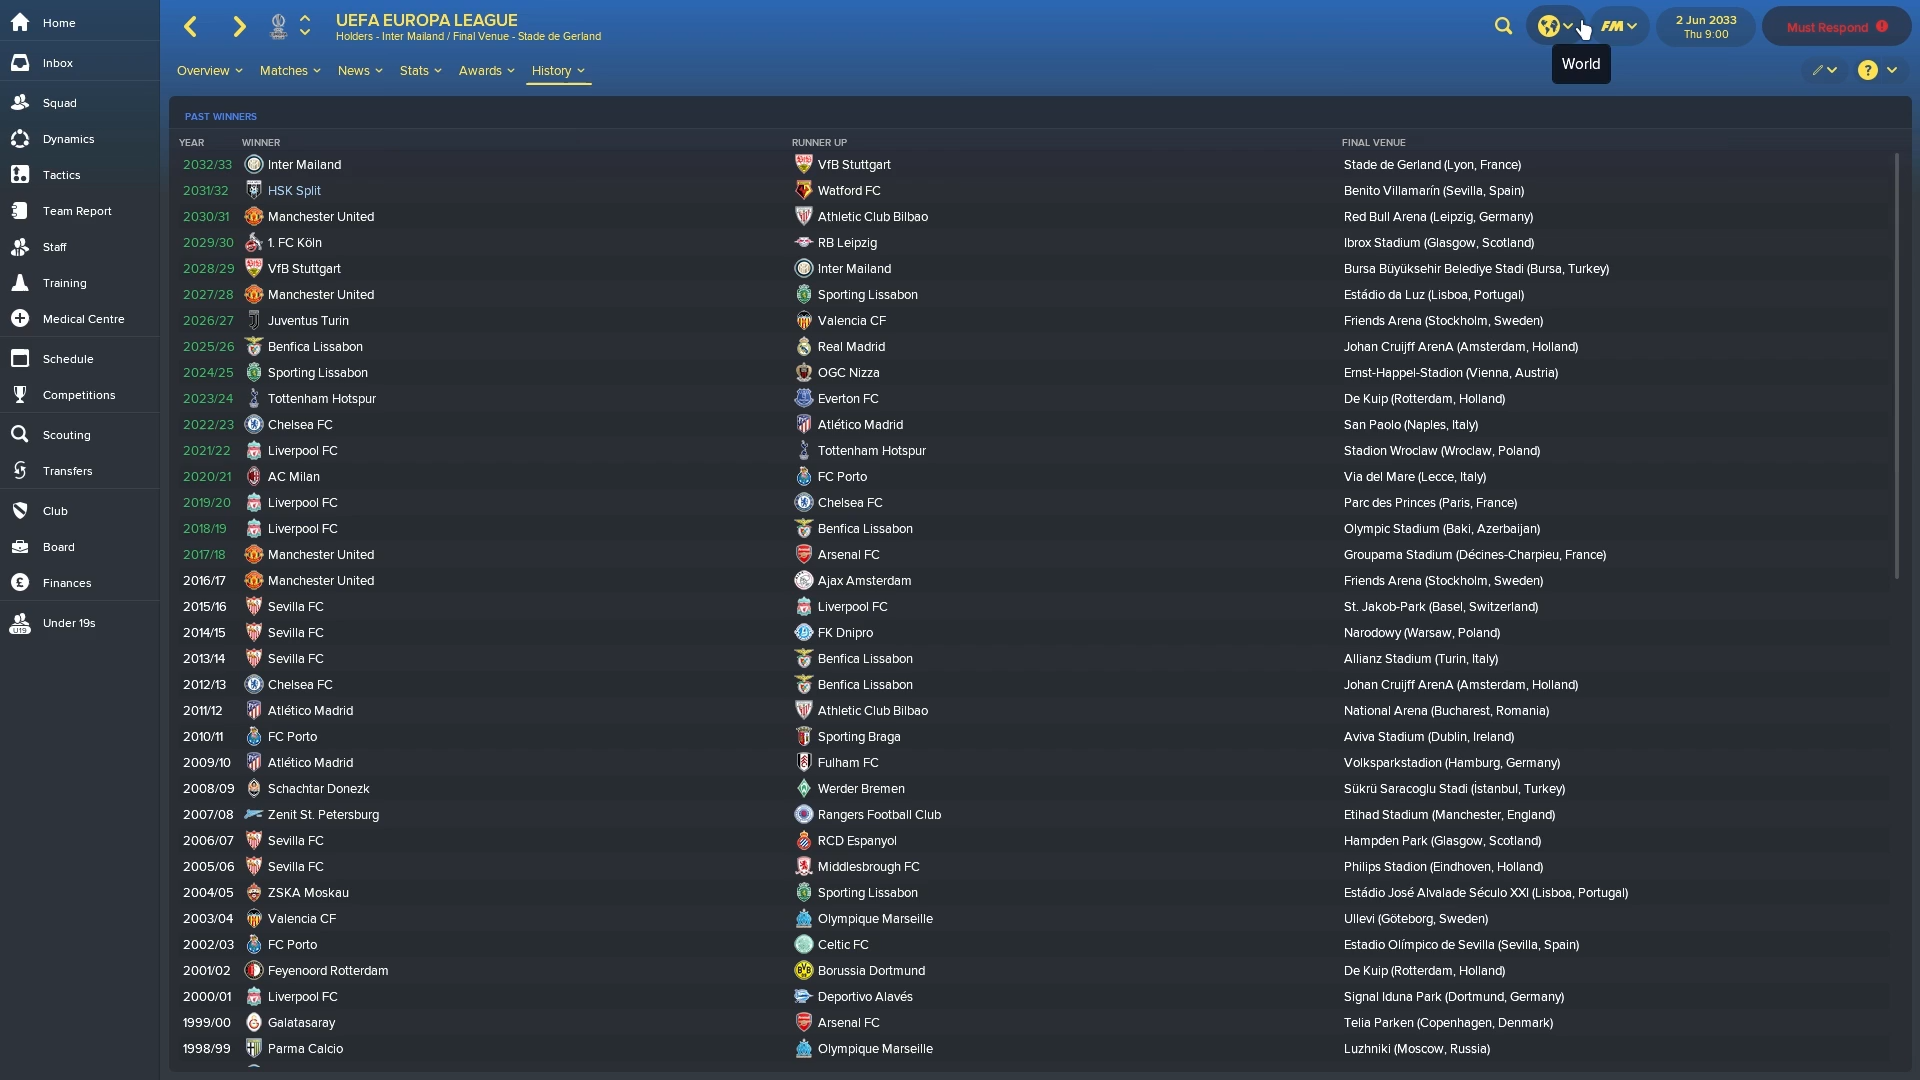 UEFA EUROPA LEAGUE
Holders - Inter Mailand / Final Venue - Stade de Gerland
FM
2 Jun 2033
Thu 9:00
Must Respond
World
Overview Matches News Stats Awards History
?
Home
Inbox
Squad
Dynamics
Tactics
Team Report
Staff
Training
Medical Centre
Schedule
Competitions
Scouting
Transfers
Club
Board
Finances
U19
Under 19s
PAST WINNERS
YEAR WINNER RUNNER UP FINAL VENUE
2032/33 Inter Mailand VfB Stuttgart Stade de Gerland (Lyon, France)
2031/32 HSK Split Watford FC Benito Villamarín (Sevilla, Spain)
2030/31 Manchester United Athletic Club Bilbao Red Bull Arena (Leipzig, Germany)
2029/30 1. FC Köln RB Leipzig Ibrox Stadium (Glasgow, Scotland)
2028/29 VfB Stuttgart Inter Mailand Bursa Büyüksehir Belediye Stadi (Bursa, Turkey)
2027/28 Manchester United Sporting Lissabon Estádio da Luz (Lisboa, Portugal)
2026/27 Juventus Turin Valencia CF Friends Arena (Stockholm, Sweden)
2025/26 Benfica Lissabon Real Madrid Johan Cruijff ArenA (Amsterdam, Holland)
2024/25 Sporting Lissabon OGC Nizza Ernst-Happel-Stadion (Vienna, Austria)
2023/24 Tottenham Hotspur Everton FC De Kuip (Rotterdam, Holland)
2022/23 Chelsea FC Atlético Madrid San Paolo (Naples, Italy)
2021/22 Liverpool FC Tottenham Hotspur Stadion Wroclaw (Wroclaw, Poland)
2020/21 AC Milan FC Porto Via del Mare (Lecce, Italy)
2019/20 Liverpool FC Chelsea FC Parc des Princes (Paris, France)
2018/19 Liverpool FC Benfica Lissabon Olympic Stadium (Baki, Azerbaijan)
2017/18 Manchester United Arsenal FC Groupama Stadium (Décines-Charpieu, France)
2016/17 Manchester United Ajax Amsterdam Friends Arena (Stockholm, Sweden)
2015/16 Sevilla FC Liverpool FC St. Jakob-Park (Basel, Switzerland)
2014/15 Sevilla FC FK Dnipro Narodowy (Warsaw, Poland)
2013/14 Sevilla FC Benfica Lissabon Allianz Stadium (Turin, Italy)
2012/13 Chelsea FC Benfica Lissabon Johan Cruijff ArenA (Amsterdam, Holland)
2011/12 Atlético Madrid Athletic Club Bilbao National Arena (Bucharest, Romania)
2010/11 FC Porto Sporting Braga Aviva Stadium (Dublin, Ireland)
2009/10 Atlético Madrid Fulham FC Volksparkstadion (Hamburg, Germany)
2008/09 Schachtar Donezk Werder Bremen Sükrü Saracoglu Stadi (İstanbul, Turkey)
2007/08 Zenit St. Petersburg Rangers Football Club Etihad Stadium (Manchester, England)
2006/07 Sevilla FC RCD Espanyol Hampden Park (Glasgow, Scotland)
2005/06 Sevilla FC Middlesbrough FC Philips Stadion (Eindhoven, Holland)
2004/05 ZSKA Moskau Sporting Lissabon Estádio José Alvalade Século XXI (Lisboa, Portugal)
2003/04 Valencia CF Olympique Marseille Ullevi (Göteborg, Sweden)
2002/03 FC Porto Celtic FC Estadio Olímpico de Sevilla (Sevilla, Spain)
2001/02 Feyenoord Rotterdam Borussia Dortmund De Kuip (Rotterdam, Holland)
2000/01 Liverpool FC Deportivo Alavés Signal Iduna Park (Dortmund, Germany)
1999/00 Galatasaray Arsenal FC Telia Parken (Copenhagen, Denmark)
1998/99 Parma Calcio Olympique Marseille Luzhniki (Moscow, Russia)